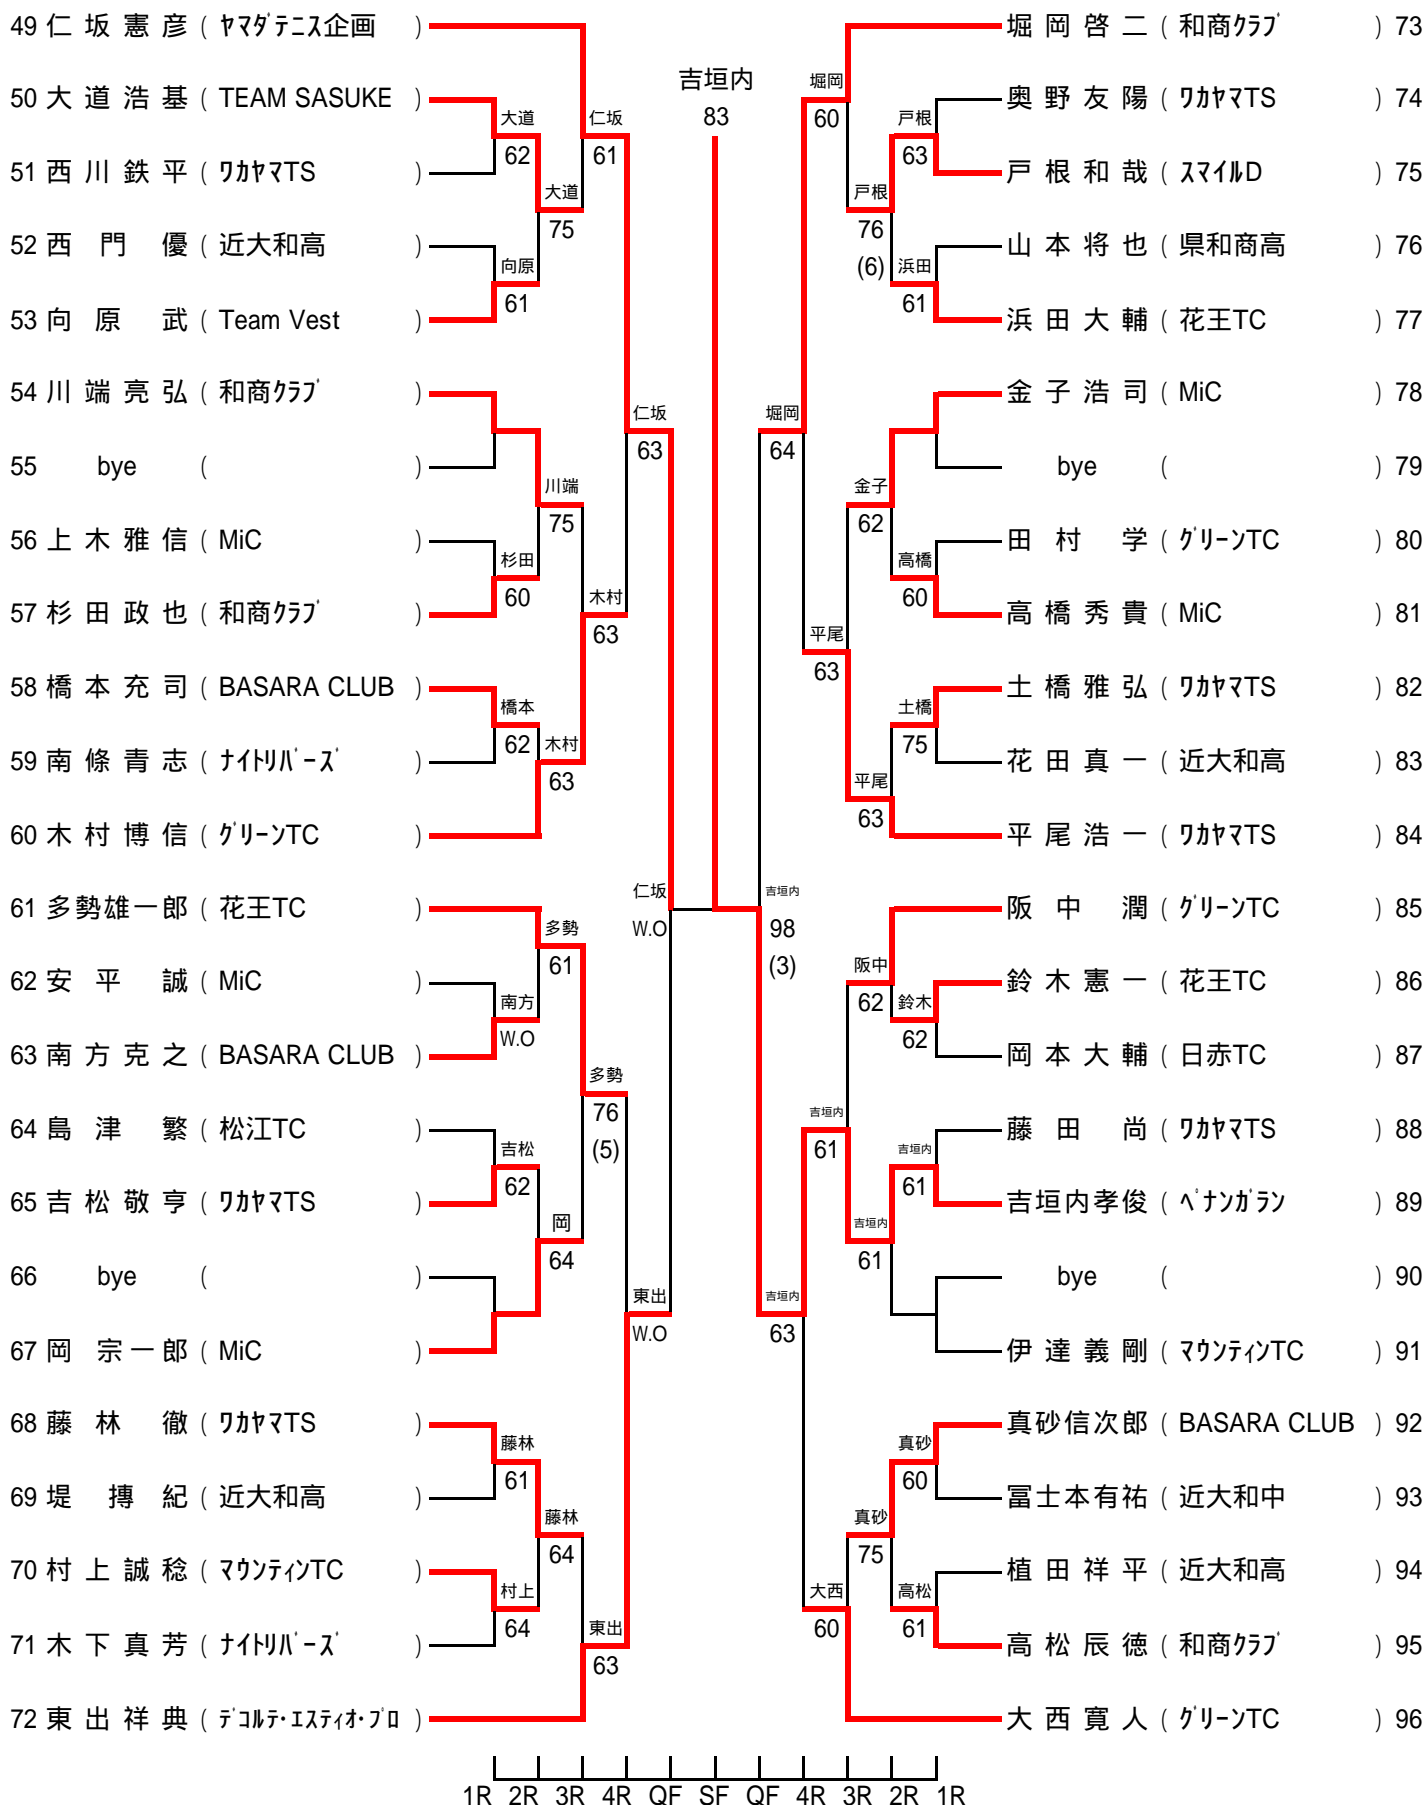 49 仁坂憲彦 ( ヤマダテニス企画 )
50 大道浩基 ( TEAM SASUKE )
51 西川鉄平 ( ワカヤマTS )
52 西門優 ( 近大和高 )
53 向原武 ( Team Vest )
54 川端亮弘 ( 和商クラブ )
55 bye ( )
56 上木雅信 ( MiC )
57 杉田政也 ( 和商クラブ )
58 橋本充司 ( BASARA CLUB )
59 南條青志 ( ナイトリバーズ )
60 木村博信 ( グリーンTC )
61 多勢雄一郎 ( 花王TC )
62 安平誠 ( MiC )
63 南方克之 ( BASARA CLUB )
64 島津繁 ( 松江TC )
65 吉松敬亨 ( ワカヤマTS )
66 bye ( )
67 岡宗一郎 ( MiC )
68 藤林徹 ( ワカヤマTS )
69 堤摶紀 ( 近大和高 )
70 村上誠稔 ( マウンティンTC )
71 木下真芳 ( ナイトリバーズ )
72 東出祥典 ( デコルテ・エスティオ・プロ )
大道
62
向原
61
杉田
60
橋本
62
南方
W.O
吉松
62
藤林
61
村上
64
大道
75
川端
75
木村
63
多勢
61
岡
64
藤林
64
仁坂
61
木村
63
多勢
76
(5)
東出
63
仁坂
63
東出
W.O
仁坂
W.O
吉垣内
83
吉垣内
98
(3)
堀岡
64
吉垣内
63
堀岡
60
平尾
63
吉垣内
61
大西
60
戸根
76
(6)
金子
62
平尾
63
阪中
62
吉垣内
61
真砂
75
戸根
63
浜田
61
高橋
60
土橋
75
鈴木
62
吉垣内
61
真砂
60
高松
61
堀岡啓二 ( 和商クラブ ) 73
奥野友陽 ( ワカヤマTS ) 74
戸根和哉 ( スマイルD ) 75
山本将也 ( 県和商高 ) 76
浜田大輔 ( 花王TC ) 77
金子浩司 ( MiC ) 78
bye ( ) 79
田村学 ( グリーンTC ) 80
高橋秀貴 ( MiC ) 81
土橋雅弘 ( ワカヤマTS ) 82
花田真一 ( 近大和高 ) 83
平尾浩一 ( ワカヤマTS ) 84
阪中潤 ( グリーンTC ) 85
鈴木憲一 ( 花王TC ) 86
岡本大輔 ( 日赤TC ) 87
藤田尚 ( ワカヤマTS ) 88
吉垣内孝俊 ( ペナンガラン ) 89
bye ( ) 90
伊達義剛 ( マウンティンTC ) 91
真砂信次郎 ( BASARA CLUB ) 92
冨士本有祐 ( 近大和中 ) 93
植田祥平 ( 近大和高 ) 94
高松辰徳 ( 和商クラブ ) 95
大西寛人 ( グリーンTC ) 96
1R 2R 3R 4R QF SF QF 4R 3R 2R 1R